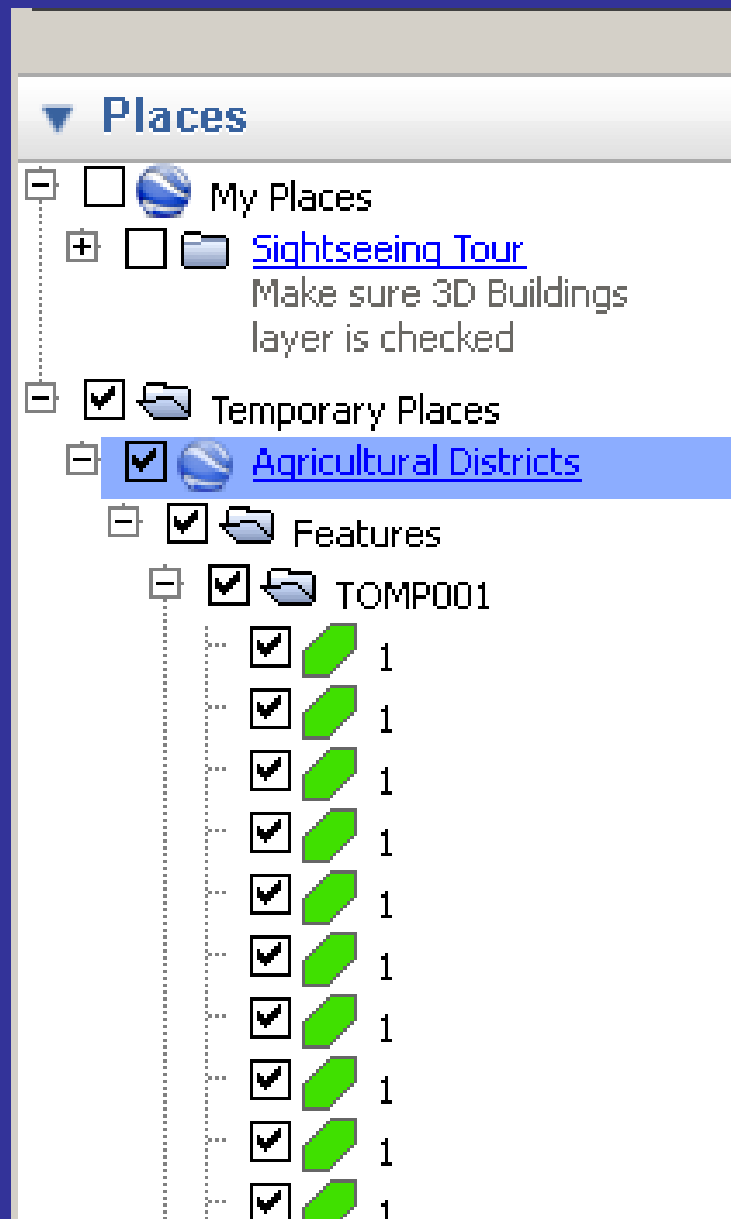 Places
My Places
Sightseeing Tour
Make sure 3D Buildings
layer is checked
Temporary Places
Agricultural Districts
Features
TOMP001
1
1
1
1
1
1
1
1
1
1